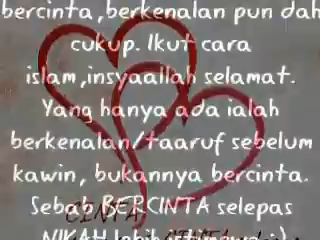 bercinta,berkenalan pun dah
cukup. Ikut cara
islam,insyaallah selamat.
Yang hanya ada ialah
berkenalan/taaruf sebelum
kawin, bukannya bercinta.
Sebab BERCINTA selepas
NIKAH lebih istimewa :)
CINTA